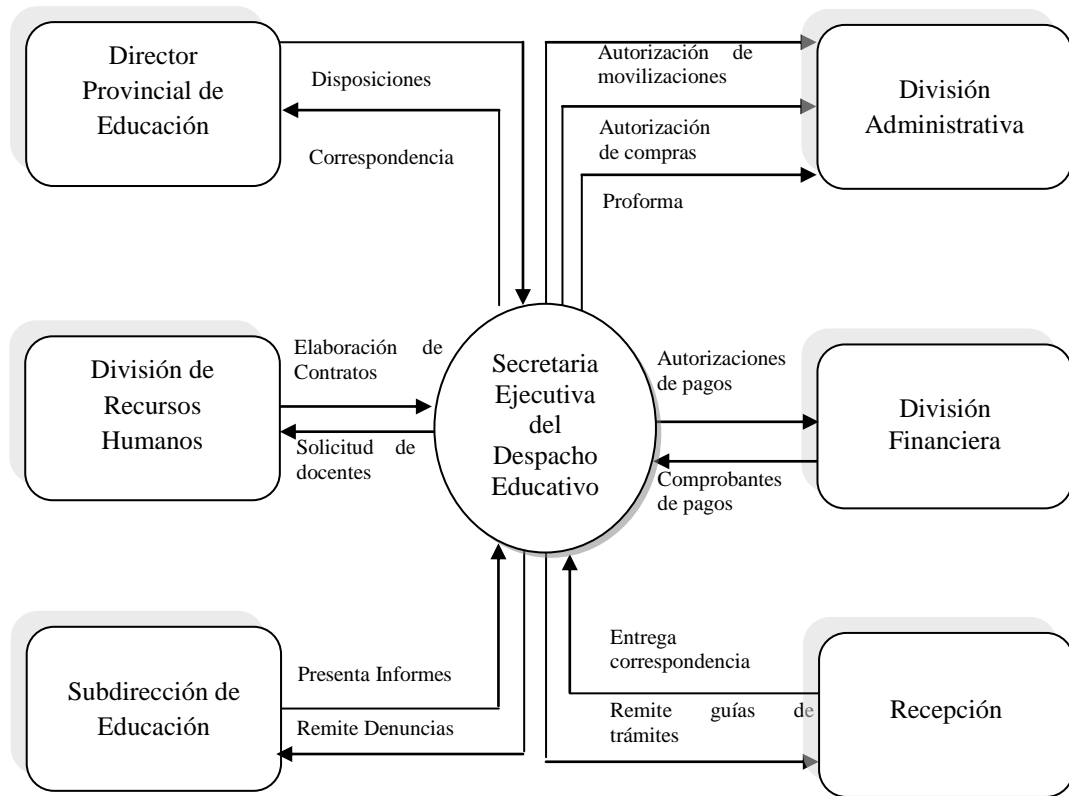 Director
Provincial de
Educación
Disposiciones
Correspondencia
Autorización de
movilizaciones
Autorización
de compras
Proforma
División
Administrativa
División de
Recursos
Humanos
Elaboración de
Contratos
Solicitud de
docentes
Secretaria
Ejecutiva
del
Despacho
Educativo
Autorizaciones
de pagos
Comprobantes
de pagos
División
Financiera
Subdirección de
Educación
Presenta Informes
Remite Denuncias
Entrega
correspondencia
Remite guías de
trámites
Recepción